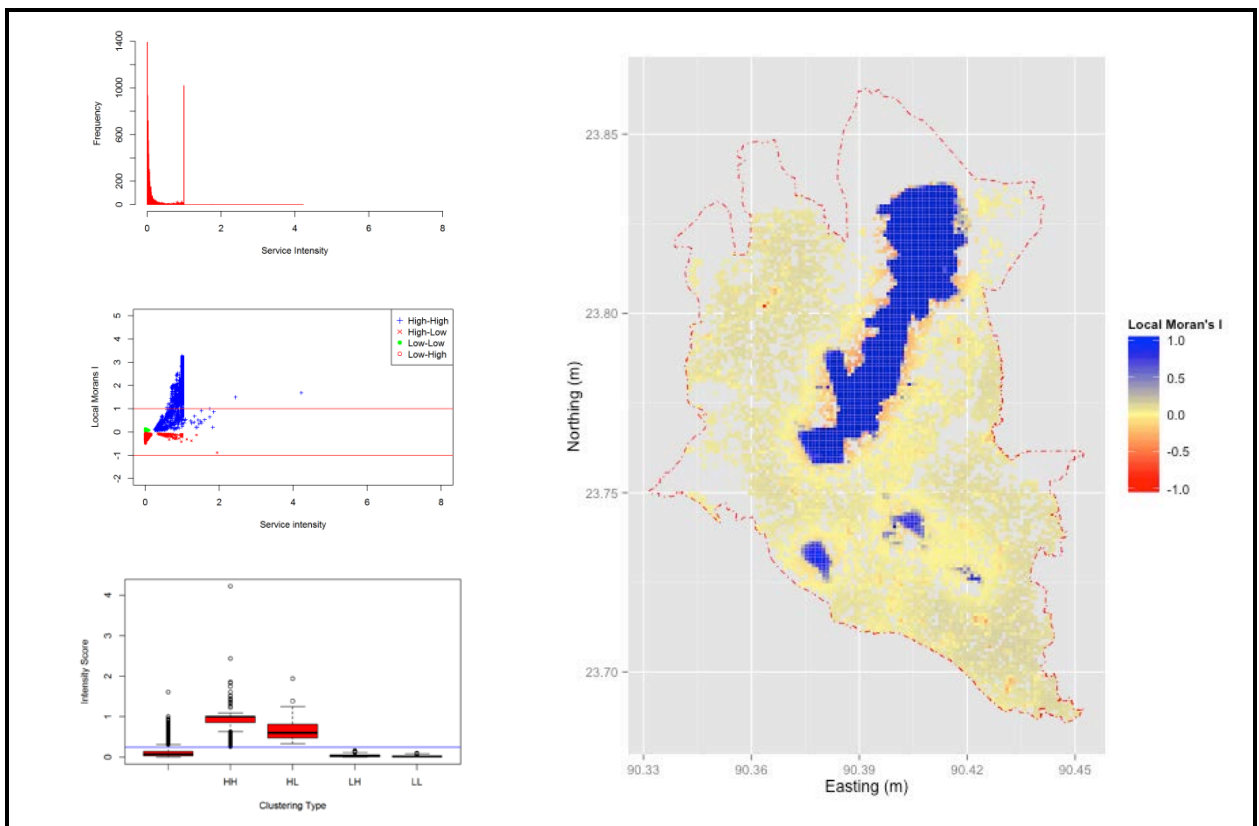 1400
1000
600
200
0
Frequency
0 2 4 6 8
Service Intensity
5
4
3
2
1
0
-1
-2
Local Morans I
High-High
High-Low
Low-Low
Low-High
0 2 4 6 8
Service intensity
4
3
2
1
0
Intensity Score
HH HL LH LL
Clustering Type
23.85
23.80
23.75
23.70
Northing (m)
90.33 90.36 90.39 90.42 90.45
Easting (m)
Local Moran's I
1.0
0.5
0.0
-0.5
-1.0